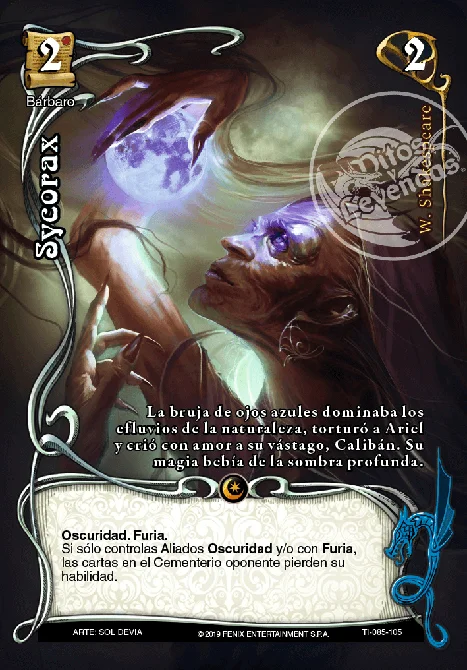 2
2
Bárbaro
Sycorax
Mitos y Leyendas
W. Shakespeare
La bruja de ojos azules dominaba los
efluvios de la naturaleza, torturó a Ariel
y crió con amor a su vástago, Calibán. Su
magia bebía de la sombra profunda.
Oscuridad. Furia.
Si sólo controlas Aliados Oscuridad y/o con Furia,
las cartas en el Cementerio oponente pierden su
habilidad.
ARTE: SOL DEVIA
©2019 FENIX ENTERTAINMENT S.P.A.
TI-085-105